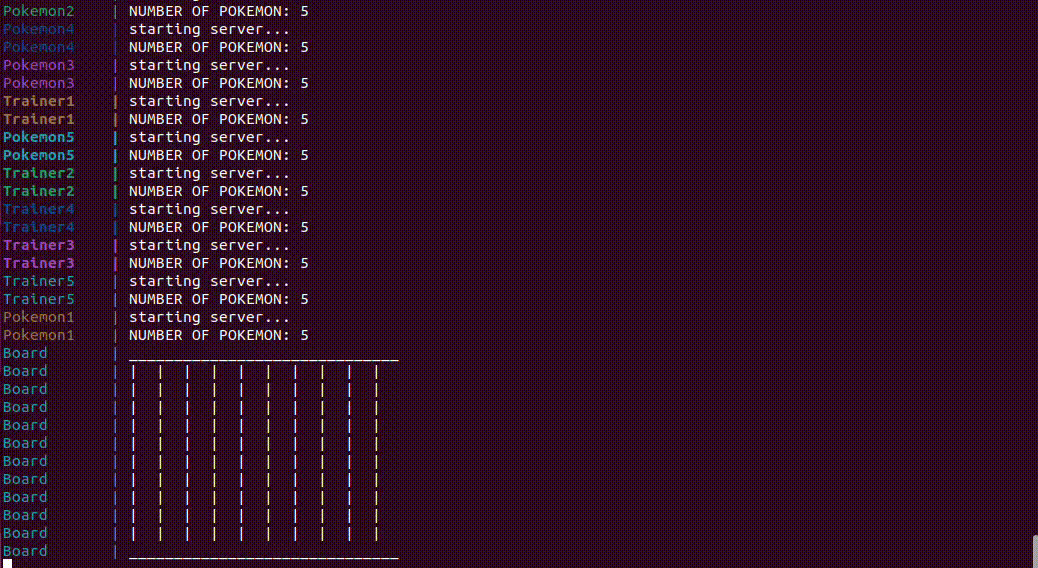 Pokemon2    | NUMBER OF POKEMON: 5
Pokemon4    | starting server...
Pokemon4    | NUMBER OF POKEMON: 5
Pokemon3    | starting server...
Pokemon3    | NUMBER OF POKEMON: 5
Trainer1    | starting server...
Trainer1    | NUMBER OF POKEMON: 5
Pokemon5    | starting server...
Pokemon5    | NUMBER OF POKEMON: 5
Trainer2    | starting server...
Trainer2    | NUMBER OF POKEMON: 5
Trainer4    | starting server...
Trainer4    | NUMBER OF POKEMON: 5
Trainer3    | starting server...
Trainer3    | NUMBER OF POKEMON: 5
Trainer5    | starting server...
Trainer5    | NUMBER OF POKEMON: 5
Pokemon1    | starting server...
Pokemon1    | NUMBER OF POKEMON: 5
Board       | ______________________________
Board       | |  |  |  |  |  |  |  |  |  |
Board       | |  |  |  |  |  |  |  |  |  |
Board       | |  |  |  |  |  |  |  |  |  |
Board       | |  |  |  |  |  |  |  |  |  |
Board       | |  |  |  |  |  |  |  |  |  |
Board       | |  |  |  |  |  |  |  |  |  |
Board       | |  |  |  |  |  |  |  |  |  |
Board       | |  |  |  |  |  |  |  |  |  |
Board       | |  |  |  |  |  |  |  |  |  |
Board       | |  |  |  |  |  |  |  |  |  |
Board       | ______________________________